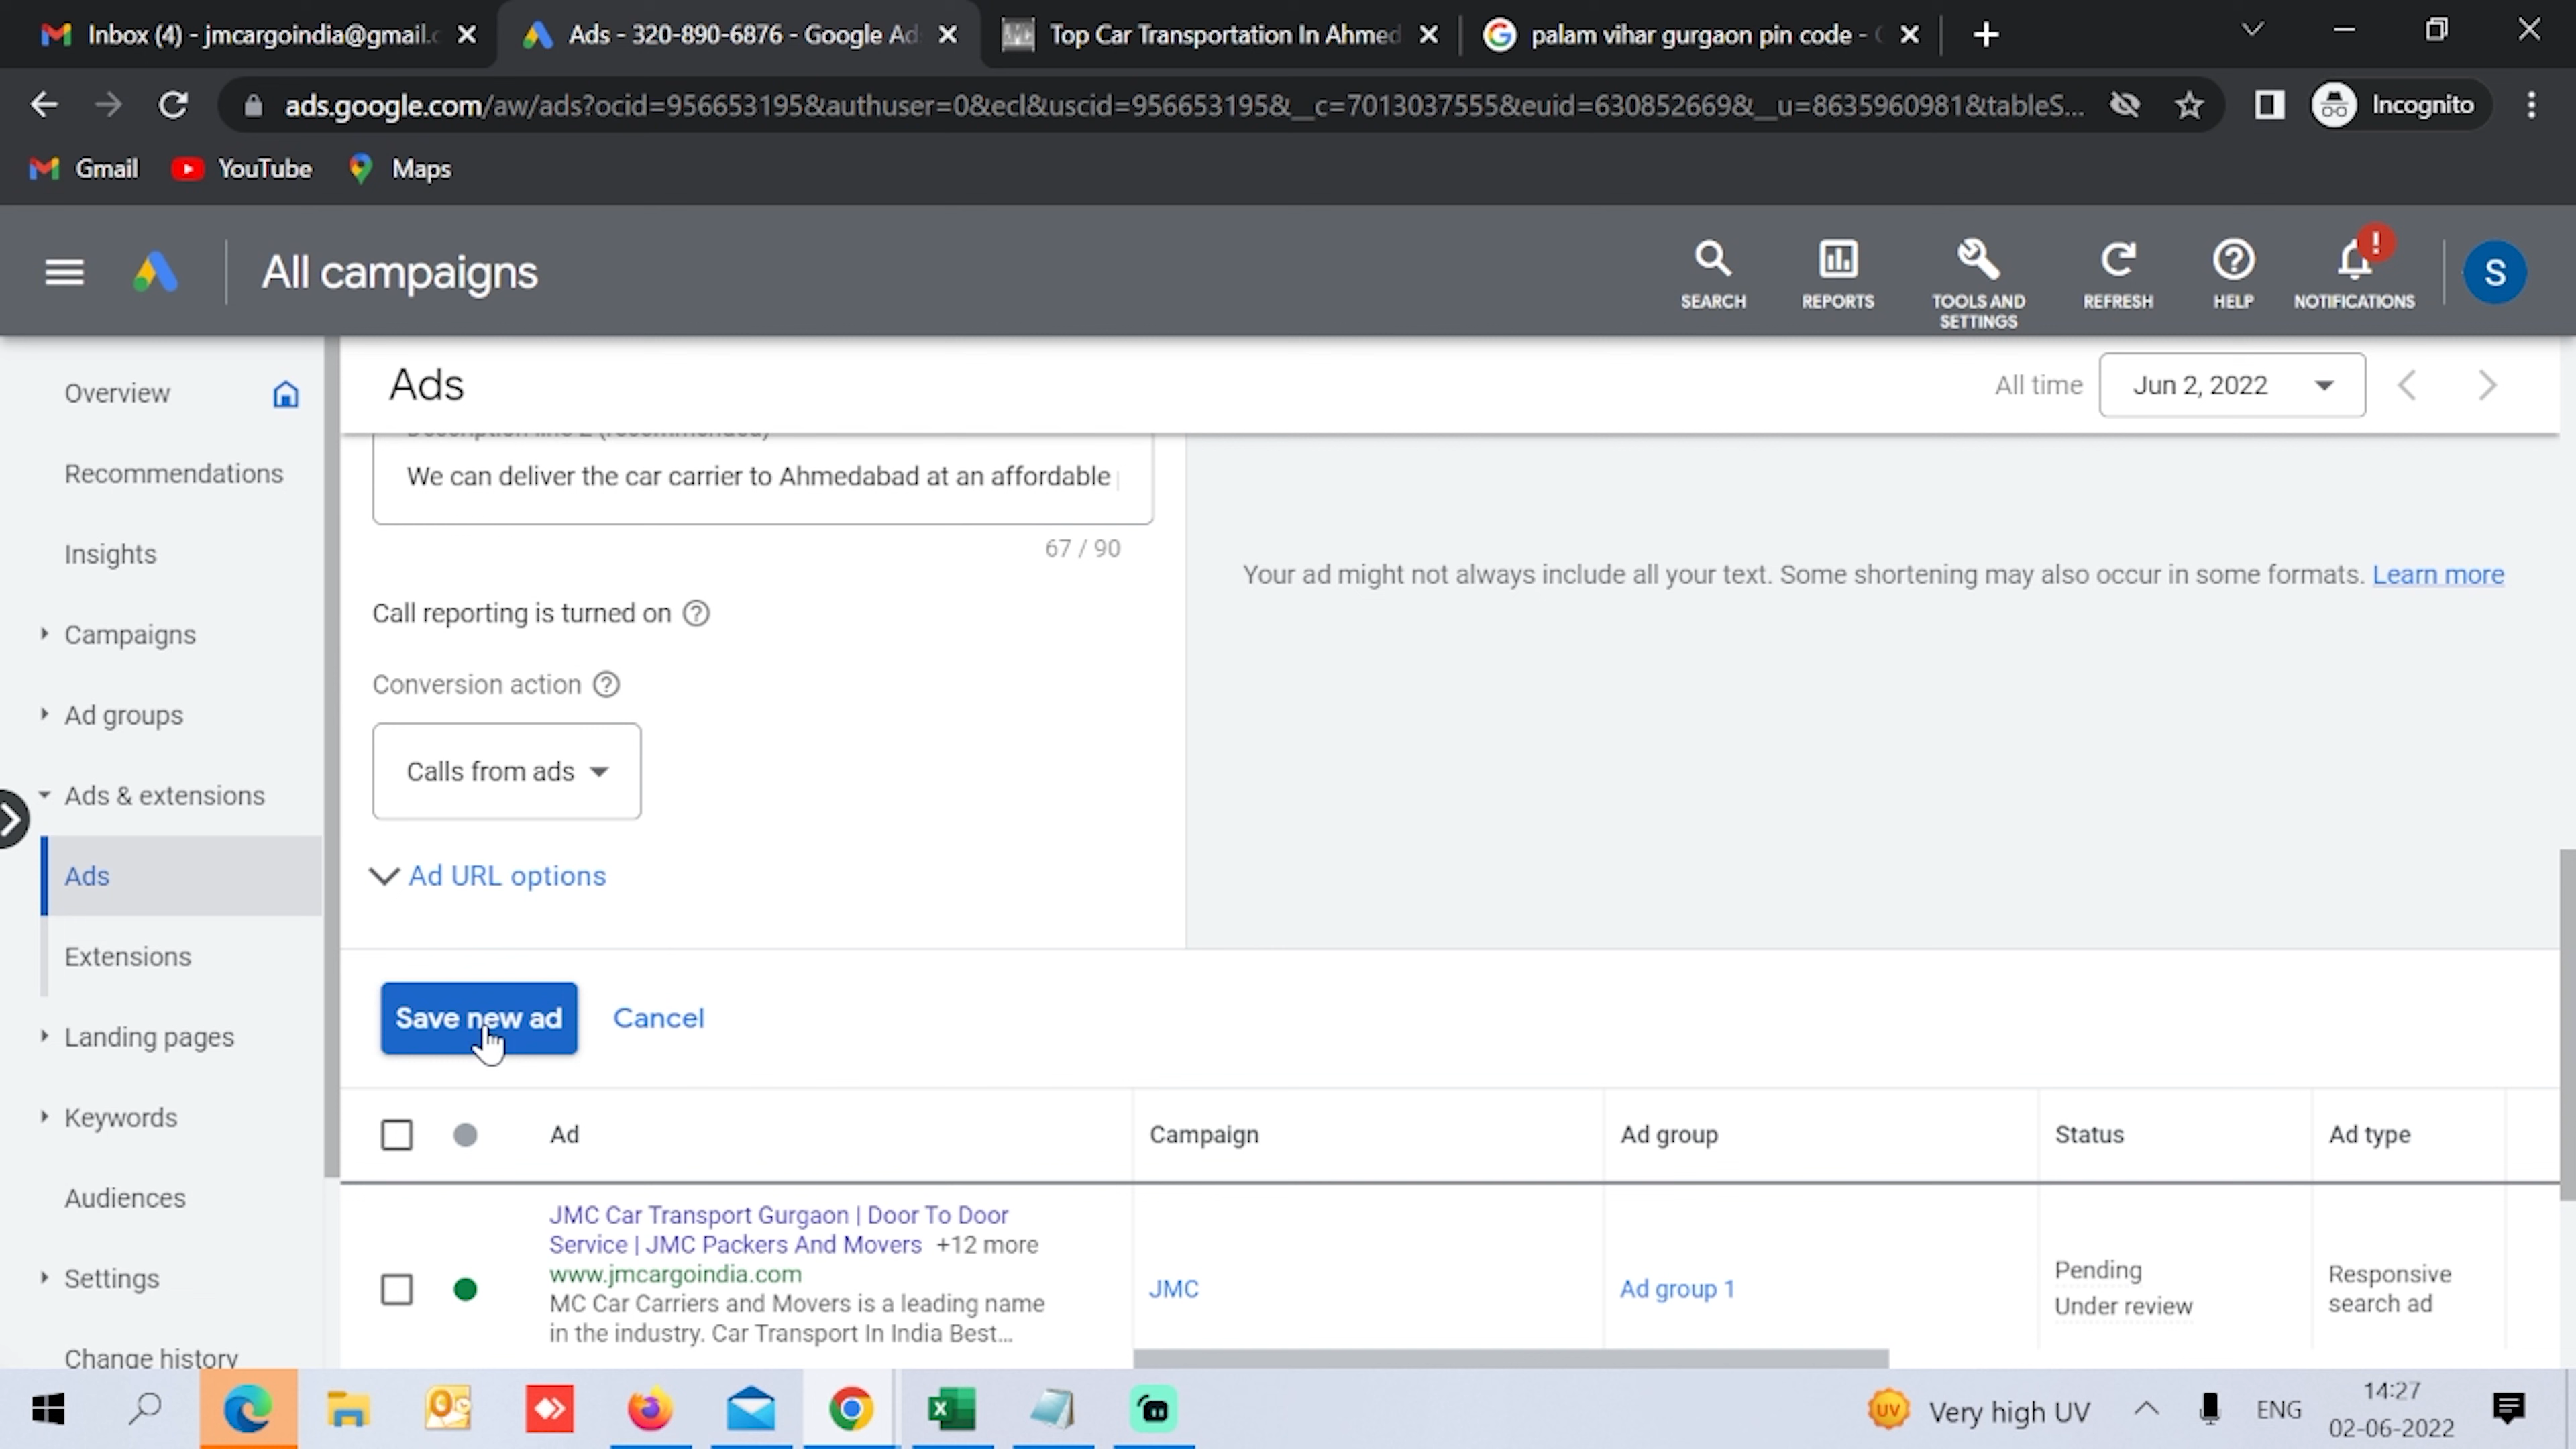 Inbox (4) - jmcargoindia@gmail.c
Ads - 320-890-6876 - Google Ad
Top Car Transportation In Ahmed
palam vihar gurgaon pin code -
ads.google.com/aw/ads?ocid=956653195&authuser=0&ecl&uscid=956653195&__c=7013037555&euid=630852669&__u=8635960981&tableS...
Incognito
Gmail
YouTube
Maps
All campaigns
SEARCH
REPORTS
TOOLS AND
SETTINGS
REFRESH
HELP
!
NOTIFICATIONS
S
Overview
Recommendations
Insights
Campaigns
Ad groups
Ads & extensions
Ads
Extensions
Landing pages
Keywords
Audiences
Settings
Change history
Ads
All time
Jun 2, 2022
Description line 2 (recommended)
We can deliver the car carrier to Ahmedabad at an affordable
67 / 90
Your ad might not always include all your text. Some shortening may also occur in some formats. Learn more
Call reporting is turned on
Conversion action
Calls from ads
Ad URL options
Save new ad
Cancel
Ad
Campaign
Ad group
Status
Ad type
JMC Car Transport Gurgaon | Door To Door
Service | JMC Packers And Movers +12 more
www.jmcargoindia.com
MC Car Carriers and Movers is a leading name
in the industry. Car Transport In India Best...
JMC
Ad group 1
Pending
Under review
Responsive
search ad
UV
Very high UV
ENG
14:27
02-06-2022